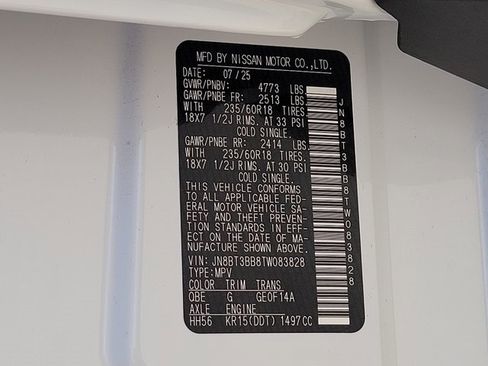 MFD BY NISSAN MOTOR CO.,LTD.
DATE: 07/25
GVWR/PNBV: 4773 LBS
GAWR/PNBE FR: 2513 LBS.
WITH 235/60R18 TIRES.
18X7 1/2J RIMS. AT 33 PSI
COLD SINGLE.
GAWR/PNBE RR: 2414 LBS.
WITH 235/60R18 TIRES.
18X7 1/2J RIMS. AT 30 PSI
COLD SINGLE.
THIS VEHICLE CONFORMS
TO ALL APPLICABLE FED-
ERAL MOTOR VEHICLE SA-
FETY AND THEFT PREVEN-
TION STANDARDS IN EFF-
ECT ON THE DATE OF MA-
NUFACTURE SHOWN ABOVE.
VIN: JN8BT3BB8TW083828
TYPE:MPV
COLOR TRIM TRANS
QBE G GE0F14A
AXLE ENGINE
HH56 KR15(DDT) 1497CC
JN8BT3BB8TW083828